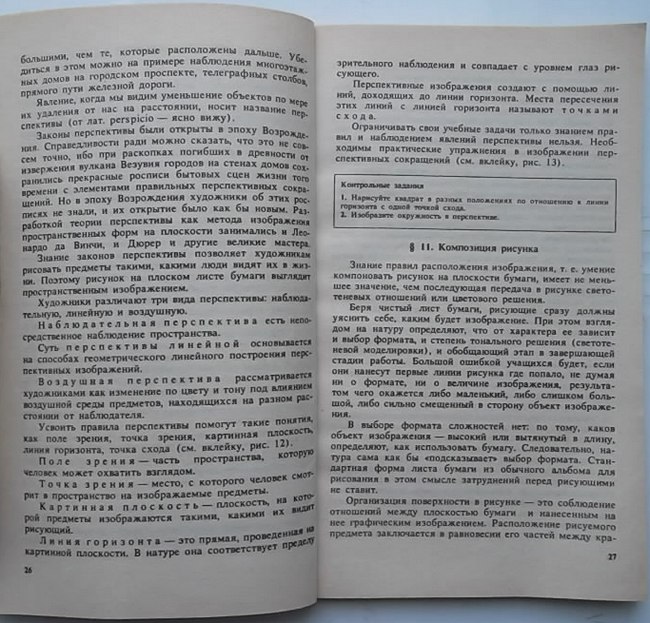 большими, чем те, которые расположены дальше. Убе-
диться в этом можно на примере наблюдения многоэтаж-
ных домов на городском проспекте, телеграфных столбов,
прямого пути железной дороги.
Явление, когда мы видим уменьшение объектов по мере
их удаления от нас на расстоянии, носит название пер-
спективы (от лат. perspicio — ясно вижу).
Законы перспективы были открыты в эпоху Возрожде-
ния. Справедливости ради можно сказать, что это не со-
всем точно, ибо при раскопках погибших в древности от
извержения вулкана Везувия городов на стенах домов сох-
ранились прекрасные росписи бытовых сцен жизни того
времени с элементами правильных перспективных сокра-
щений. Но в эпоху Возрождения художники об этих рос-
писях не знали, и их открытие было как бы новым. Раз-
работкой теории перспективы как метода изображения
пространственных форм на плоскости занимались и Лео-
нардо да Винчи, и Дюрер и другие великие мастера.
Знание законов перспективы позволяет художникам
рисовать предметы такими, какими люди видят их в жиз-
ни. Поэтому рисунок на плоском листе бумаги выглядит
пространственным изображением.
Художники различают три вида перспективы: наблюда-
тельную, линейную и воздушную.
Наблюдательная перспектива есть непо-
средственное наблюдение пространства.
Суть перспективы линейной основывается
на способах геометрического линейного построения перс-
пективных изображений.
Воздушная перспектива рассматривается
художниками как изменение по цвету и тону под влиянием
воздушной среды предметов, находящихся на разном рас-
стоянии от наблюдателя.
Усвоить правила перспективы помогут такие понятия,
как поле зрения, точка зрения, картинная плоскость,
линия горизонта, точка схода (см. вклейку, рис. 12).
Поле зрения — часть пространства, которую
человек может охватить взглядом.
Точка зрения — место, с которого человек смот-
рит в пространство на изображаемые предметы.
Картинная плоскость — плоскость, на кото-
рой предметы изображаются такими, какими их видит
рисующий.
Линия горизонта — это прямая, проведенная на
картинной плоскости. В натуре она соответствует пределу
26
зрительного наблюдения и совпадает с уровнем глаз ри-
сующего.
Перспективные изображения создают с помощью ли-
ний, доходящих до линии горизонта. Места пересечения
этих линий с линией горизонта называют точками
схода.
Ограничивать свои учебные задачи только знанием пра-
вил и наблюдением явлений перспективы нельзя. Необхо-
димы практические упражнения в изображении пер-
спективных сокращений (см. вклейку, рис. 13).
Контрольные задания
1. Нарисуйте квадрат в разных положениях по отношению к линии
горизонта с одной точкой схода.
2. Изобразите окружность в перспективе.
§ 11. Композиция рисунка
Знание правил расположения изображения, т. е. умение
компоновать рисунок на плоскости бумаги, имеет не мень-
шее значение, чем последующая передача в рисунке свето-
теневых отношений или цветового решения.
Беря чистый лист бумаги, рисующие сразу должны
уяснить себе, каким будет изображение. При этом взгля-
дом на натуру определяют, что от характера ее зависит
и выбор формата, и степень тонального решения (светоте-
невой моделировки), и обобщающий этап в завершающей
стадии работы. Большой ошибкой учащихся будет, если
они нанесут первые линии рисунка где попало, не думая
ни о формате, ни о величине изображения, результа-
том чего окажется либо маленький, либо слишком боль-
шой, либо сильно смещенный в сторону объект изображе-
ния.
В выборе формата сложностей нет: по тому, каков
объект изображения — высокий или вытянутый в длину,
определяют, как использовать бумагу. Следовательно, на-
тура сама как бы «подсказывает» выбор формата. Стан-
дартная форма листа бумаги из обычного альбома для
рисования в этом смысле затруднений перед рисующими
не ставит.
Организация поверхности в рисунке — это соблюдение
отношений между плоскостью бумаги и нанесенным на
нее графическим изображением. Расположение рисуемого
предмета заключается в равновесии его частей между кра-
27